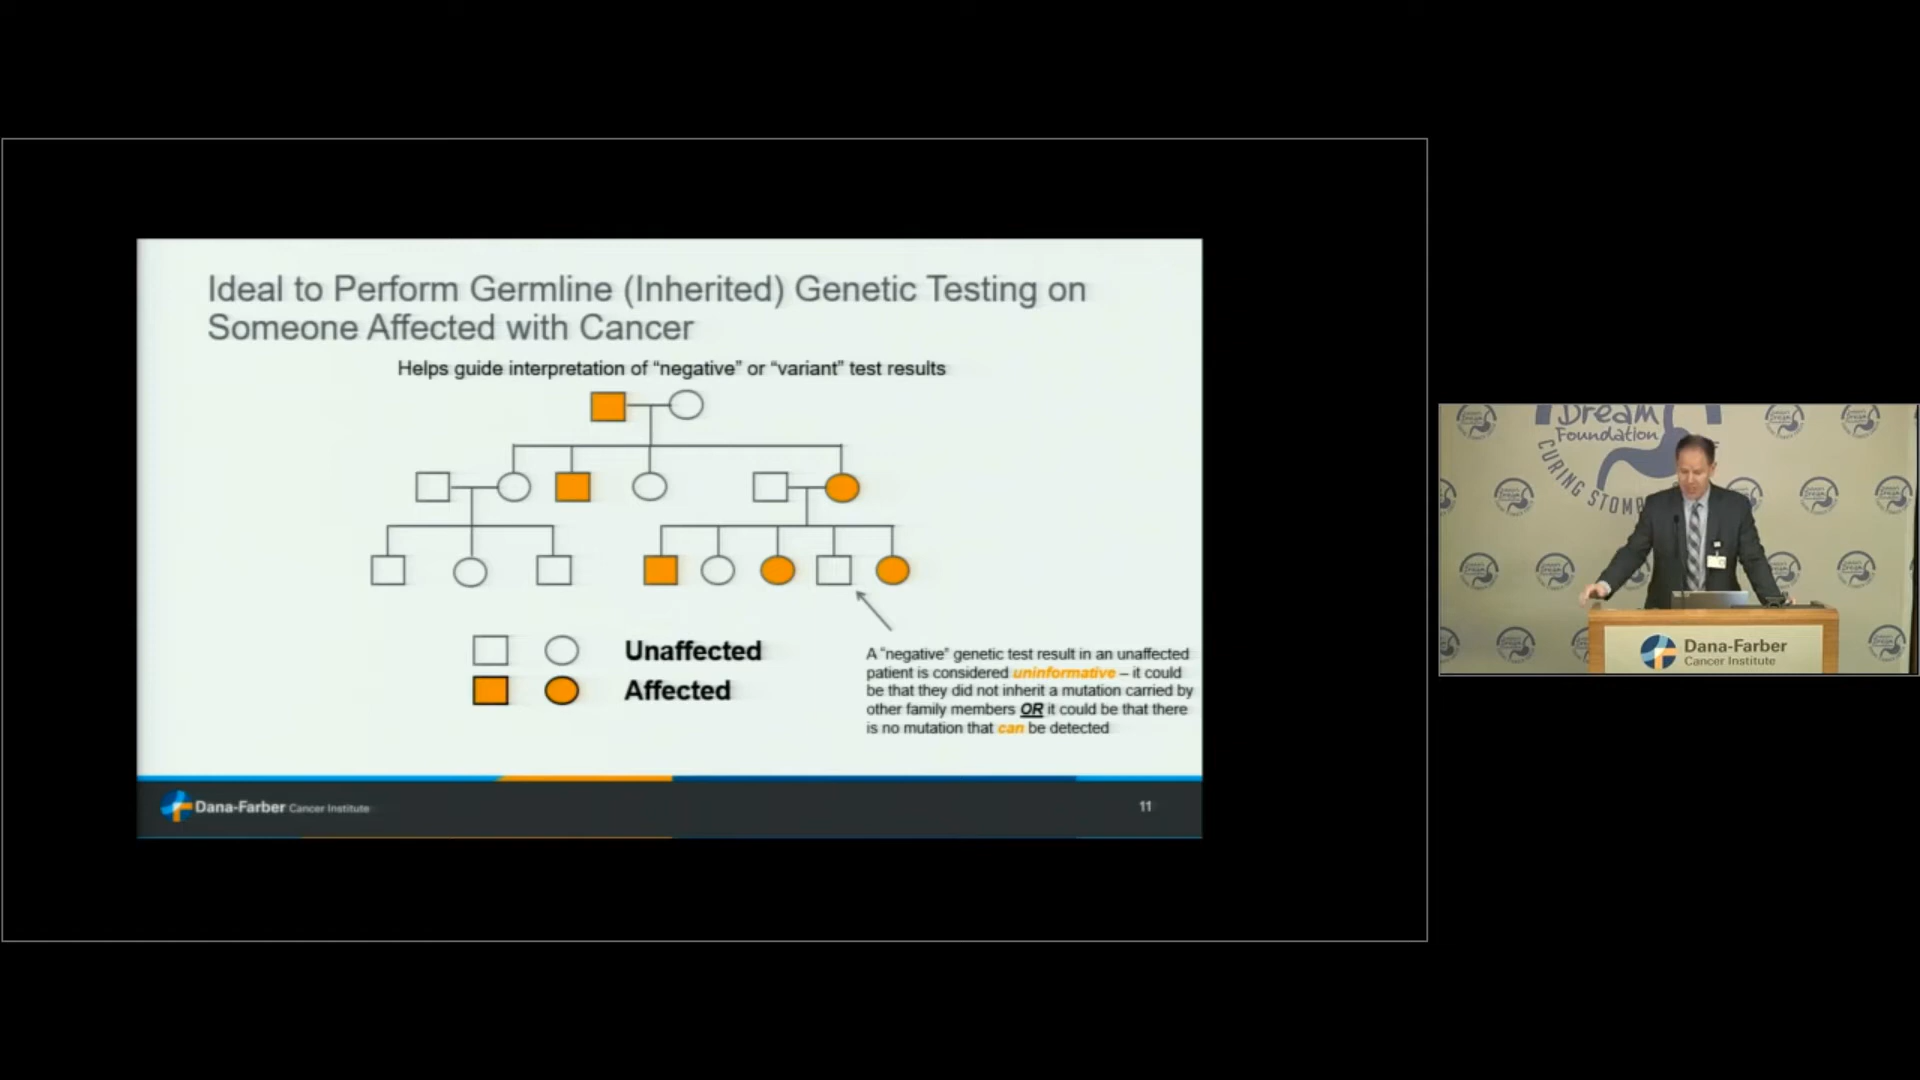 Ideal to Perform Germline (Inherited) Genetic Testing on
Someone Affected with Cancer
Helps guide interpretation of “negative” or “variant” test results
Unaffected
Affected
A “negative” genetic test result in an unaffected
patient is considered uninformative – it could
be that they did not inherit a mutation carried by
other family members OR it could be that there
is no mutation that can be detected
Dana-Farber Cancer Institute
11
Dream
Foundation
CURING STOM
Dana-Farber
Cancer Institute